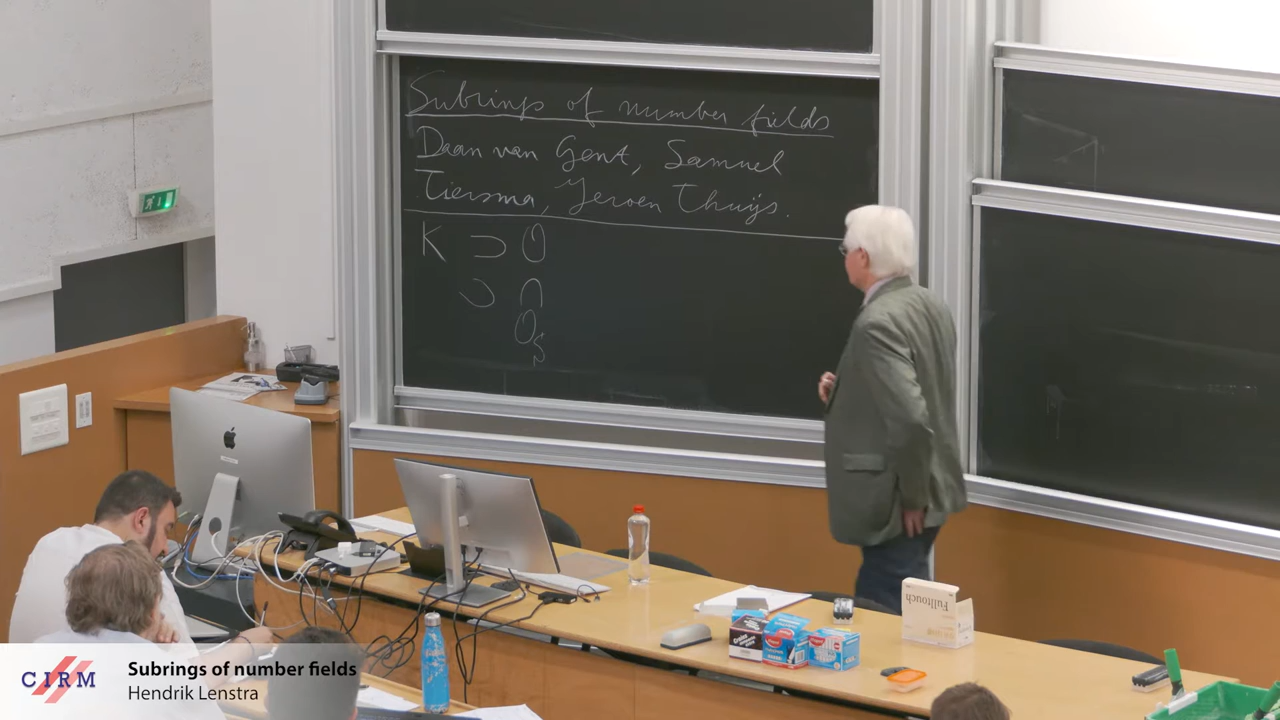 Subrings of number fields
Daan van Gent, Samuel
Tiersma, Jeroen Thuijs.
K ⊃ O
⊃ ∩
O_S
Fulltouch
CIRM
Subrings of number fields
Hendrik Lenstra